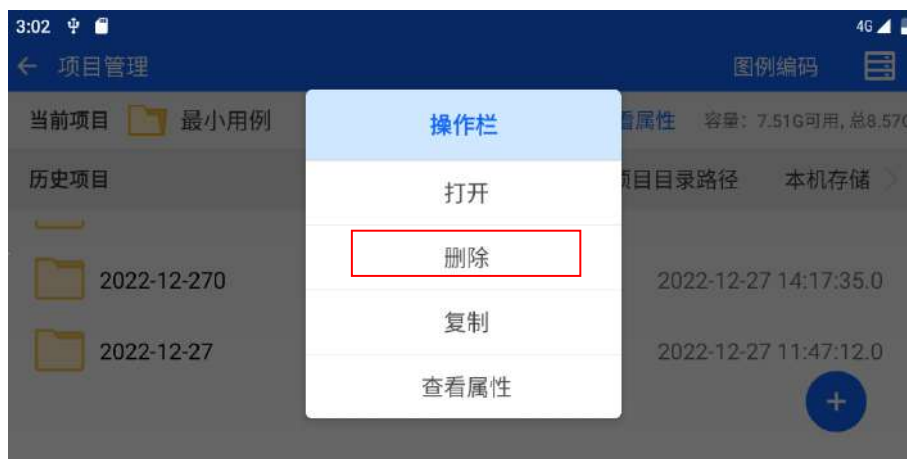 3:02 4G
项目管理 图例编码
当前项目 最小用例 看属性 容量：7.51G可用, 总8.57G
操作栏
历史项目 项目目录路径 本机存储
打开
删除
2022-12-270 2022-12-27 14:17:35.0
复制
2022-12-27 2022-12-27 11:47:12.0
查看属性
+